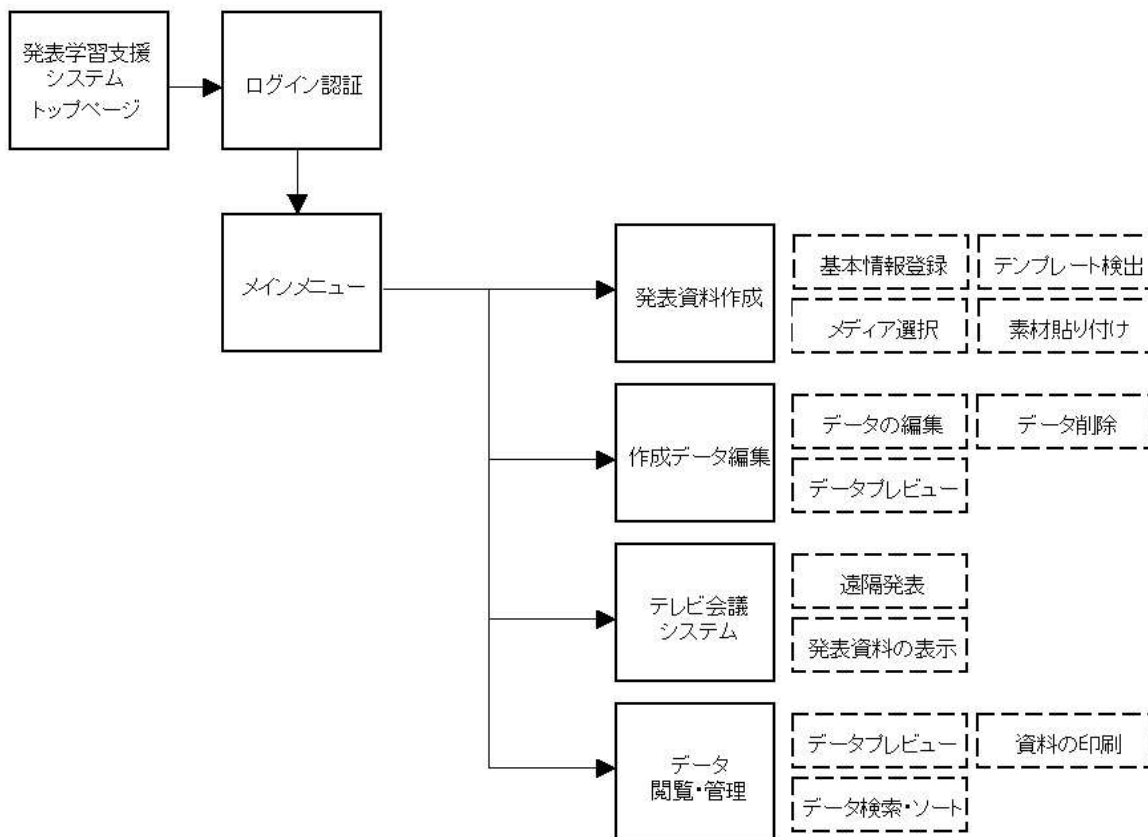 発表学習支援
システム
トップページ
ログイン認証
メインメニュー
発表資料作成
基本情報登録
テンプレート検出
メディア選択
素材貼り付け
作成データ編集
データの編集
データ削除
データプレビュー
テレビ会議
システム
遠隔発表
発表資料の表示
データ
閲覧・管理
データプレビュー
資料の印刷
データ検索・ソート